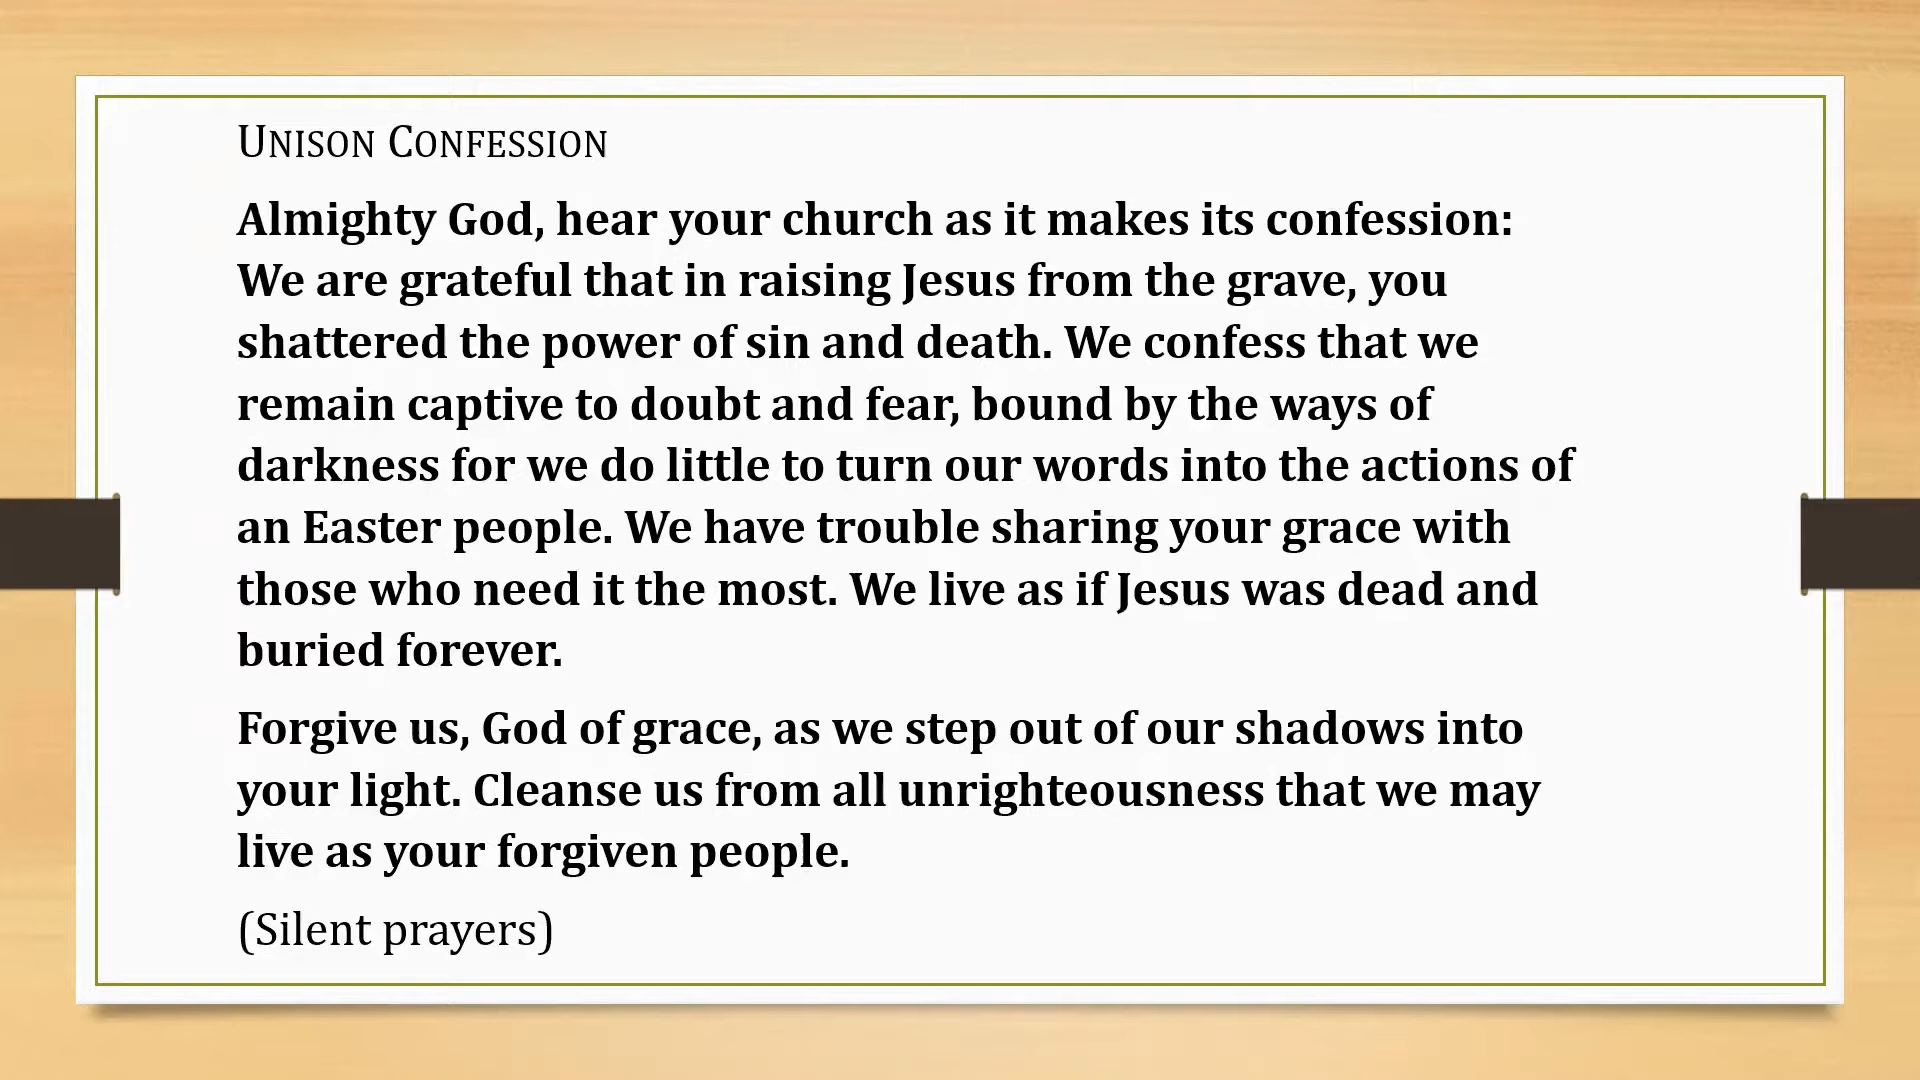 UNISON CONFESSION
Almighty God, hear your church as it makes its confession:
We are grateful that in raising Jesus from the grave, you
shattered the power of sin and death. We confess that we
remain captive to doubt and fear, bound by the ways of
darkness for we do little to turn our words into the actions of
an Easter people. We have trouble sharing your grace with
those who need it the most. We live as if Jesus was dead and
buried forever.
Forgive us, God of grace, as we step out of our shadows into
your light. Cleanse us from all unrighteousness that we may
live as your forgiven people.
(Silent prayers)